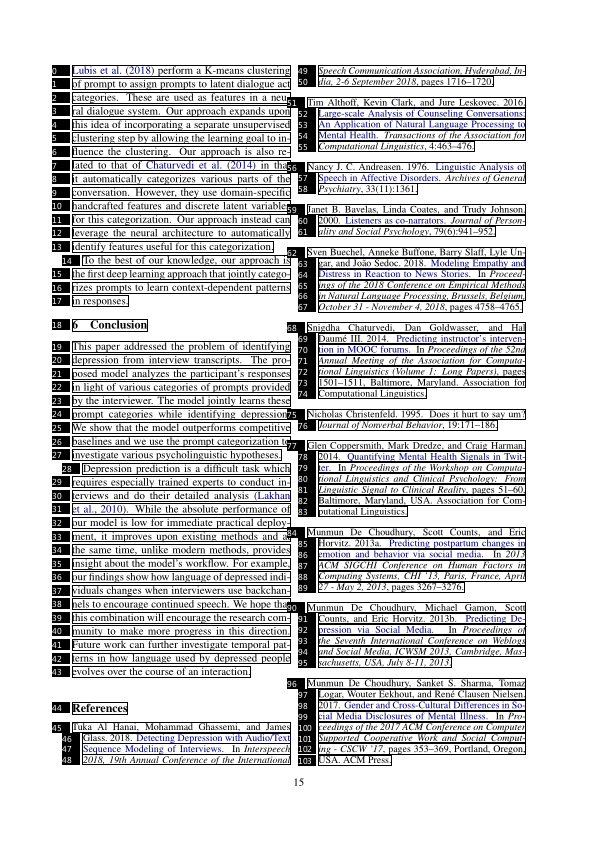 0 Lubis et al. (2018) perform a K-means clustering
1 of prompt to assign prompts to latent dialogue act
2 categories. These are used as features in a neu-
3 ral dialogue system. Our approach expands upon
4 this idea of incorporating a separate unsupervised
5 clustering step by allowing the learning goal to in-
6 fluence the clustering. Our approach is also re-
7 lated to that of Chaturvedi et al. (2014) in that
8 it automatically categorizes various parts of the
9 conversation. However, they use domain-specific
10 handcrafted features and discrete latent variables
11 for this categorization. Our approach instead can
12 leverage the neural architecture to automatically
13 identify features useful for this categorization.
14 To the best of our knowledge, our approach is
15 the first deep learning approach that jointly catego-
16 rizes prompts to learn context-dependent patterns
17 in responses.
18 6 Conclusion
19 This paper addressed the problem of identifying
20 depression from interview transcripts. The pro-
21 posed model analyzes the participant's responses
22 in light of various categories of prompts provided
23 by the interviewer. The model jointly learns these
24 prompt categories while identifying depression.
25 We show that the model outperforms competitive
26 baselines and we use the prompt categorization to
27 investigate various psycholinguistic hypotheses.
28 Depression prediction is a difficult task which
29 requires especially trained experts to conduct in-
30 terviews and do their detailed analysis (Lakhan
31 et al., 2010). While the absolute performance of
32 our model is low for immediate practical deploy-
33 ment, it improves upon existing methods and at
34 the same time, unlike modern methods, provides
35 insight about the model's workflow. For example,
36 our findings show how language of depressed indi-
37 viduals changes when interviewers use backchan-
38 nels to encourage continued speech. We hope that
39 this combination will encourage the research com-
40 munity to make more progress in this direction.
41 Future work can further investigate temporal pat-
42 terns in how language used by depressed people
43 evolves over the course of an interaction.
44 References
45 Tuka Al Hanai, Mohammad Ghassemi, and James
46 Glass. 2018. Detecting Depression with Audio/Text
47 Sequence Modeling of Interviews. In Interspeech
48 2018, 19th Annual Conference of the International
49 Speech Communication Association, Hyderabad, In-
50 dia, 2-6 September 2018, pages 1716–1720.
51 Tim Althoff, Kevin Clark, and Jure Leskovec. 2016.
52 Large-scale Analysis of Counseling Conversations:
53 An Application of Natural Language Processing to
54 Mental Health. Transactions of the Association for
55 Computational Linguistics, 4:463–476.
56 Nancy J. C. Andreasen. 1976. Linguistic Analysis of
57 Speech in Affective Disorders. Archives of General
58 Psychiatry, 33(11):1361.
59 Janet B. Bavelas, Linda Coates, and Trudy Johnson.
60 2000. Listeners as co-narrators. Journal of Person-
61 ality and Social Psychology, 79(6):941–952.
62 Sven Buechel, Anneke Buffone, Barry Slaff, Lyle Un-
63 gar, and João Sedoc. 2018. Modeling Empathy and
64 Distress in Reaction to News Stories. In Proceed-
65 ings of the 2018 Conference on Empirical Methods
66 in Natural Language Processing, Brussels, Belgium,
67 October 31 - November 4, 2018, pages 4758–4765.
68 Snigdha Chaturvedi, Dan Goldwasser, and Hal
69 Daumé III. 2014. Predicting instructor's interven-
70 tion in MOOC forums. In Proceedings of the 52nd
71 Annual Meeting of the Association for Computa-
72 tional Linguistics (Volume 1: Long Papers), pages
73 1501–1511, Baltimore, Maryland. Association for
74 Computational Linguistics.
75 Nicholas Christenfeld. 1995. Does it hurt to say um?
76 Journal of Nonverbal Behavior, 19:171–186.
77 Glen Coppersmith, Mark Dredze, and Craig Harman.
78 2014. Quantifying Mental Health Signals in Twit-
79 ter. In Proceedings of the Workshop on Computa-
80 tional Linguistics and Clinical Psychology: From
81 Linguistic Signal to Clinical Reality, pages 51–60,
82 Baltimore, Maryland, USA. Association for Com-
83 putational Linguistics.
84 Munmun De Choudhury, Scott Counts, and Eric
85 Horvitz. 2013a. Predicting postpartum changes in
86 emotion and behavior via social media. In 2013
87 ACM SIGCHI Conference on Human Factors in
88 Computing Systems, CHI '13, Paris, France, April
89 27 - May 2, 2013, pages 3267–3276.
90 Munmun De Choudhury, Michael Gamon, Scott
91 Counts, and Eric Horvitz. 2013b. Predicting De-
92 pression via Social Media. In Proceedings of
93 the Seventh International Conference on Weblogs
94 and Social Media, ICWSM 2013, Cambridge, Mas-
95 sachusetts, USA, July 8-11, 2013.
96 Munmun De Choudhury, Sanket S. Sharma, Tomaz
97 Logar, Wouter Eekhout, and René Clausen Nielsen.
98 2017. Gender and Cross-Cultural Differences in So-
99 cial Media Disclosures of Mental Illness. In Pro-
100 ceedings of the 2017 ACM Conference on Computer
101 Supported Cooperative Work and Social Comput-
102 ing - CSCW '17, pages 353–369, Portland, Oregon,
103 USA. ACM Press.
15